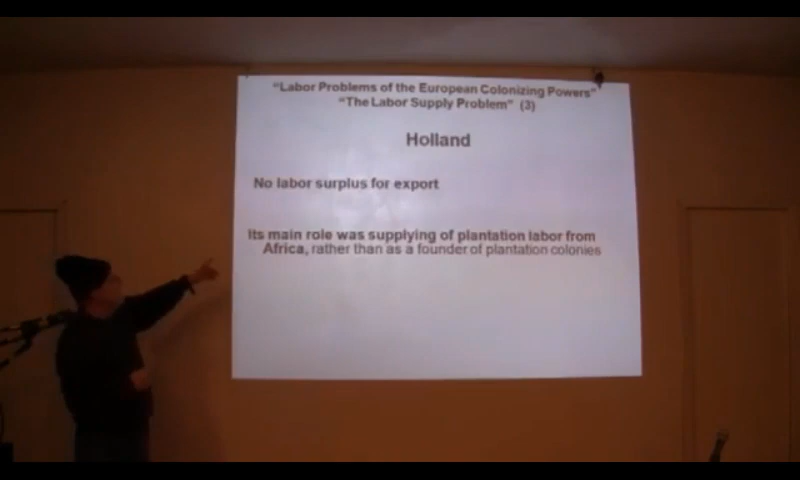 "Labor Problems of the European Colonizing Powers"
"The Labor Supply Problem" (3)
Holland
No labor surplus for export
Its main role was supplying of plantation labor from
Africa, rather than as a founder of plantation colonies